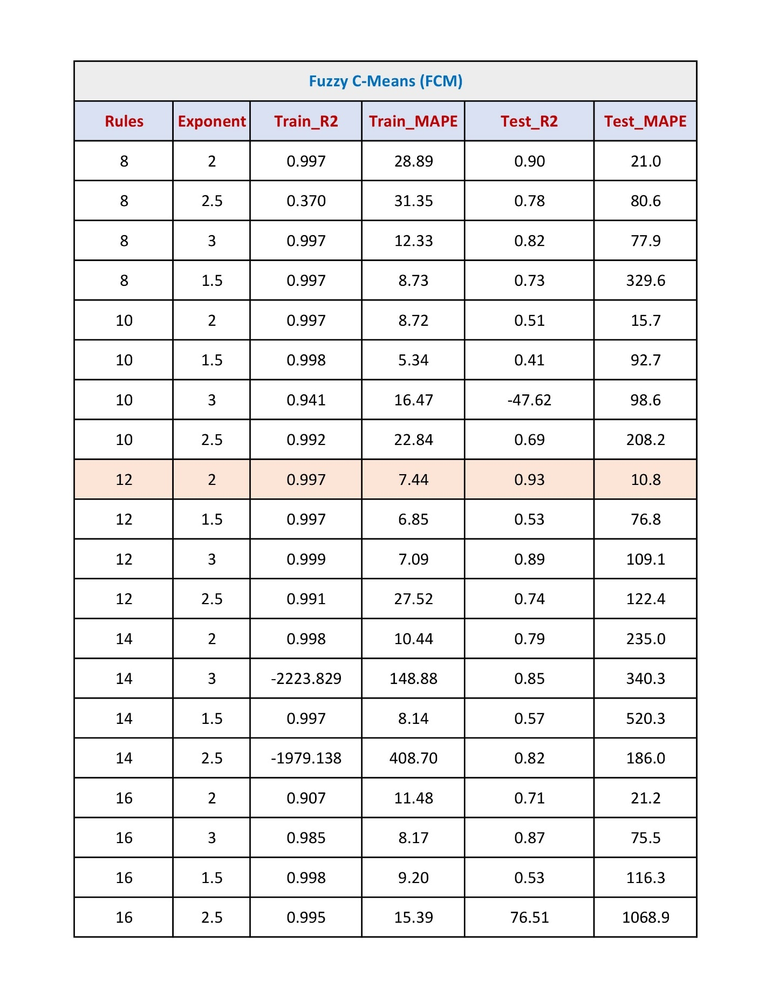 Fuzzy C-Means (FCM)
Rules Exponent Train_R2 Train_MAPE Test_R2 Test_MAPE
8 2 0.997 28.89 0.90 21.0
8 2.5 0.370 31.35 0.78 80.6
8 3 0.997 12.33 0.82 77.9
8 1.5 0.997 8.73 0.73 329.6
10 2 0.997 8.72 0.51 15.7
10 1.5 0.998 5.34 0.41 92.7
10 3 0.941 16.47 -47.62 98.6
10 2.5 0.992 22.84 0.69 208.2
12 2 0.997 7.44 0.93 10.8
12 1.5 0.997 6.85 0.53 76.8
12 3 0.999 7.09 0.89 109.1
12 2.5 0.991 27.52 0.74 122.4
14 2 0.998 10.44 0.79 235.0
14 3 -2223.829 148.88 0.85 340.3
14 1.5 0.997 8.14 0.57 520.3
14 2.5 -1979.138 408.70 0.82 186.0
16 2 0.907 11.48 0.71 21.2
16 3 0.985 8.17 0.87 75.5
16 1.5 0.998 9.20 0.53 116.3
16 2.5 0.995 15.39 76.51 1068.9